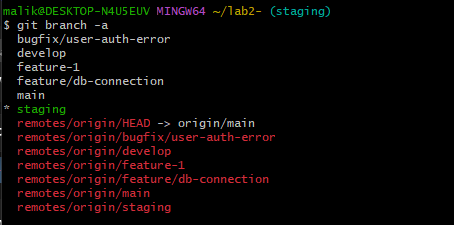 malik@DESKTOP-N4U5EUV MINGW64 ~/lab2- (staging)
$ git branch -a
  bugfix/user-auth-error
  develop
  feature-1
  feature/db-connection
  main
* staging
  remotes/origin/HEAD -> origin/main
  remotes/origin/bugfix/user-auth-error
  remotes/origin/develop
  remotes/origin/feature-1
  remotes/origin/feature/db-connection
  remotes/origin/main
  remotes/origin/staging